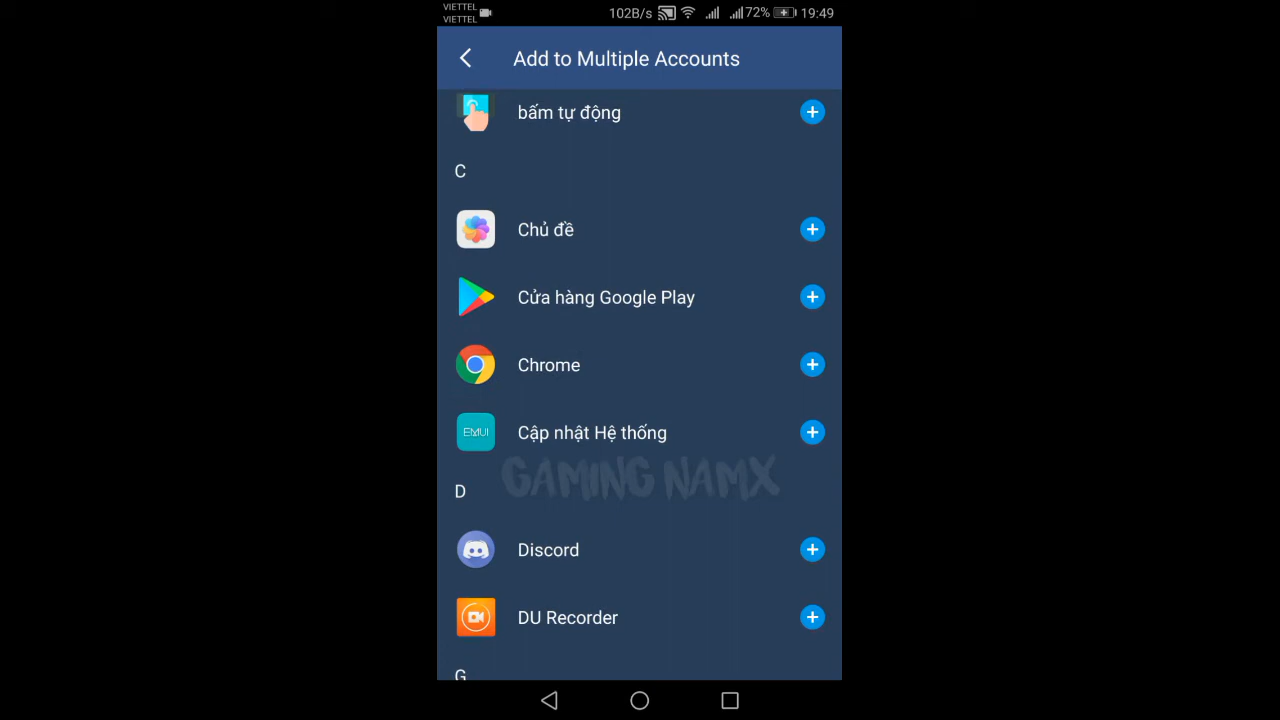 VIETTEL
VIETTEL
102B/s 72% 19:49
Add to Multiple Accounts
bấm tự động
C
Chủ đề
Cửa hàng Google Play
Chrome
EMUI
Cập nhật Hệ thống
GAMING NAMX
D
Discord
DU Recorder
G